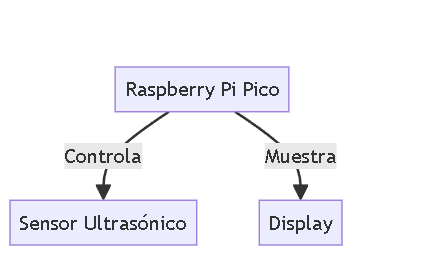 Raspberry Pi Pico
Controla
Muestra
Sensor Ultrasónico
Display